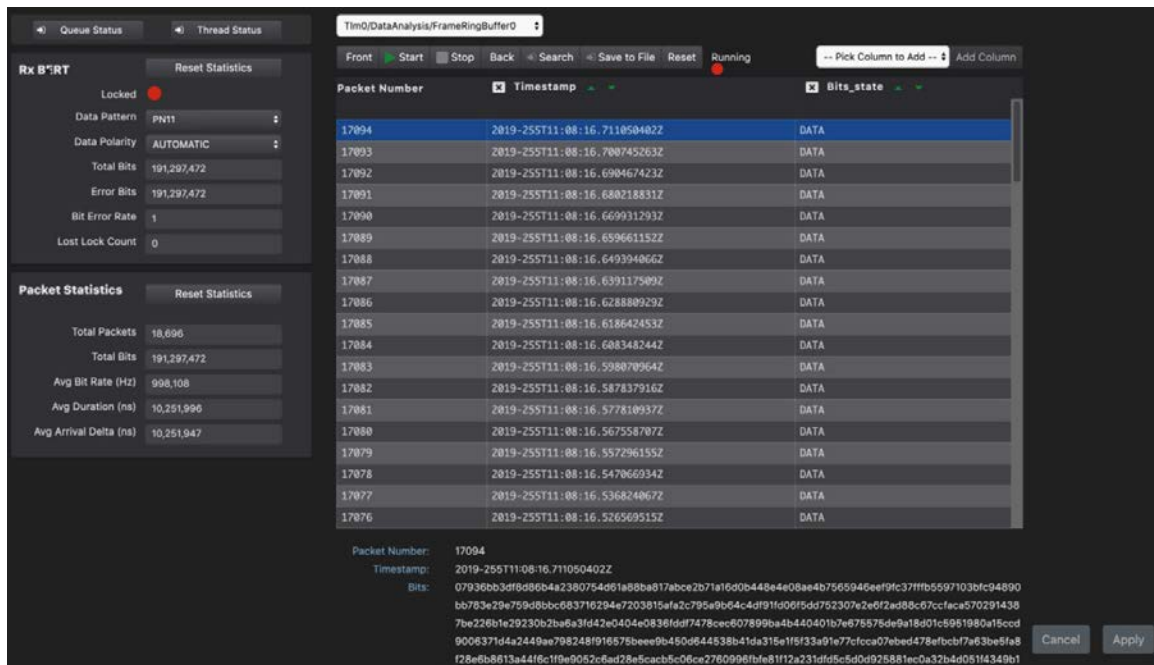 Queue Status
Thread Status
Rx BERT
Reset Statistics
Locked
Data Pattern PN11
Data Polarity AUTOMATIC
Total Bits 191,297,472
Error Bits 191,297,472
Bit Error Rate 1
Lost Lock Count 0
Packet Statistics
Reset Statistics
Total Packets 18,696
Total Bits 191,297,472
Avg Bit Rate (Hz) 998,108
Avg Duration (ns) 10,251,996
Avg Arrival Delta (ns) 10,251,947
Tlm0/DataAnalysis/FrameRingBuffer0
Front Start Stop Back Search Save to File Reset Running
-- Pick Column to Add -- Add Column
Packet Number Timestamp Bits_state
17094 2019-255T11:08:16.711050402Z DATA
17093 2019-255T11:08:16.700745263Z DATA
17092 2019-255T11:08:16.690467423Z DATA
17091 2019-255T11:08:16.680218831Z DATA
17090 2019-255T11:08:16.669931293Z DATA
17089 2019-255T11:08:16.659661152Z DATA
17088 2019-255T11:08:16.649394066Z DATA
17087 2019-255T11:08:16.639117509Z DATA
17086 2019-255T11:08:16.628880929Z DATA
17085 2019-255T11:08:16.618642453Z DATA
17084 2019-255T11:08:16.608348244Z DATA
17083 2019-255T11:08:16.598070964Z DATA
17082 2019-255T11:08:16.587837916Z DATA
17081 2019-255T11:08:16.577810937Z DATA
17080 2019-255T11:08:16.567558707Z DATA
17079 2019-255T11:08:16.557296155Z DATA
17078 2019-255T11:08:16.547066934Z DATA
17077 2019-255T11:08:16.536824067Z DATA
17076 2019-255T11:08:16.526569515Z DATA
Packet Number: 17094
Timestamp: 2019-255T11:08:16.711050402Z
Bits: 07936bb3df8d86b4a2380754d61a88ba817abce2b71a16d0b448e4e08ae4b7565946eef9fc37fffb5597103bfc94890
bb783e29e759d8bbc683716294e7203815afa2c795a9b64c4df91fd06f5dd752307e2e6f2ad88c67ccfaca570291438
7be226b1e29230b2ba6a3fd42e0404e0836fddf7478cec607899ba4b440401b7e675575de9a18d01c5951980a15ccd
9006371d4a2449ae798248f916575beee9b450d644538b41da315e1f5f33a91e77cfcca07ebed478efbcbf7a63be5fa8
f28e6b8613a44f6c1f9e9052c6ad28e5cacb5c06ce2760996fbfe81f12a231dfd5c5d0d925881ec0a32b4d051f4349b1
Cancel
Apply